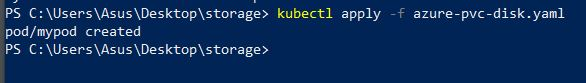 PS C:\Users\Asus\Desktop\storage> kubectl apply -f azure-pvc-disk.yaml
pod/mypod created
PS C:\Users\Asus\Desktop\storage>